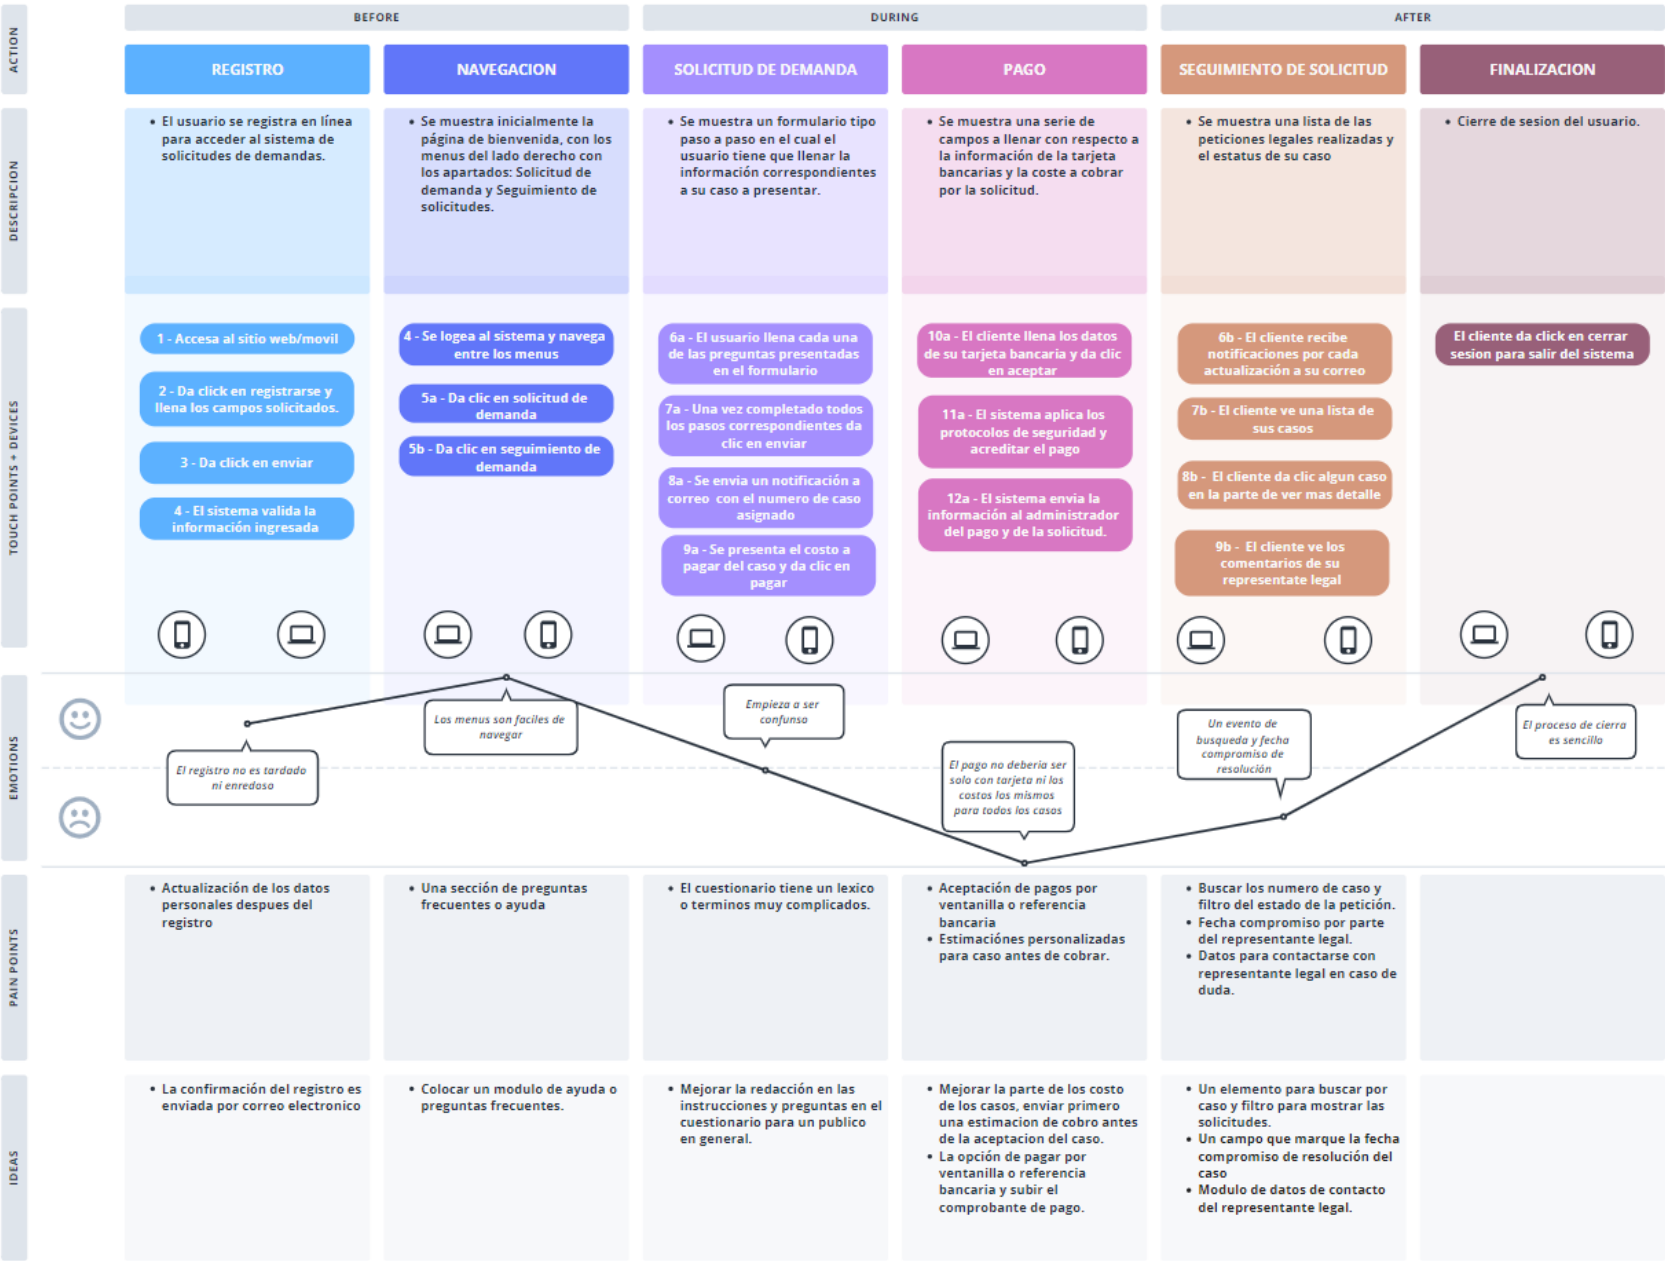 BEFORE
DURING
AFTER
ACTION
REGISTRO
NAVEGACION
SOLICITUD DE DEMANDA
PAGO
SEGUIMIENTO DE SOLICITUD
FINALIZACION
DESCRIPCION
• El usuario se registra en línea
para acceder al sistema de
solicitudes de demandas.
• Se muestra inicialmente la
página de bienvenida, con los
menus del lado derecho con
los apartados: Solicitud de
demanda y Seguimiento de
solicitudes.
• Se muestra un formulario tipo
paso a paso en el cual el
usuario tiene que llenar la
información correspondientes
a su caso a presentar.
• Se muestra una serie de
campos a llenar con respecto a
la información de la tarjeta
bancarias y la coste a cobrar
por la solicitud.
• Se muestra una lista de las
peticiones legales realizadas y
el estatus de su caso
• Cierre de sesion del usuario.
TOUCH POINTS + DEVICES
1 - Accesa al sitio web/movil
2 - Da click en registrarse y
llena los campos solicitados.
3 - Da click en enviar
4 - El sistema valida la
información ingresada
4 - Se logea al sistema y navega
entre los menus
5a - Da clic en solicitud de
demanda
5b - Da clic en seguimiento de
demanda
6a - El usuario llena cada una
de las preguntas presentadas
en el formulario
7a - Una vez completado todos
los pasos correspondientes da
clic en enviar
8a - Se envia un notificación a
correo con el numero de caso
asignado
9a - Se presenta el costo a
pagar del caso y da clic en
pagar
10a - El cliente llena los datos
de su tarjeta bancaria y da clic
en aceptar
11a - El sistema aplica los
protocolos de seguridad y
acreditar el pago
12a - El sistema envia la
información al administrador
del pago y de la solicitud.
6b - El cliente recibe
notificaciones por cada
actualización a su correo
7b - El cliente ve una lista de
sus casos
8b - El cliente da clic algun caso
en la parte de ver mas detalle
9b - El cliente ve los
comentarios de su
representate legal
El cliente da click en cerrar
sesion para salir del sistema
EMOTIONS
El registro no es tardado
ni enredoso
Los menus son faciles de
navegar
Empieza a ser
confunso
El pago no deberia ser
solo con tarjeta ni los
costos los mismos
para todos los casos
Un evento de
busqueda y fecha
compromiso de
resolución
El proceso de cierra
es sencillo
PAIN POINTS
• Actualización de los datos
personales despues del
registro
• Una sección de preguntas
frecuentes o ayuda
• El cuestionario tiene un lexico
o terminos muy complicados.
• Aceptación de pagos por
ventanilla o referencia
bancaria
• Estimaciónes personalizadas
para caso antes de cobrar.
• Buscar los numero de caso y
filtro del estado de la petición.
• Fecha compromiso por parte
del representante legal.
• Datos para contactarse con
representante legal en caso de
duda.
IDEAS
• La confirmación del registro es
enviada por correo electronico
• Colocar un modulo de ayuda o
preguntas frecuentes.
• Mejorar la redacción en las
instrucciones y preguntas en el
cuestionario para un publico
en general.
• Mejorar la parte de los costo
de los casos, enviar primero
una estimacion de cobro antes
de la aceptacion del caso.
• La opción de pagar por
ventanilla o referencia
bancaria y subir el
comprobante de pago.
• Un elemento para buscar por
caso y filtro para mostrar las
solicitudes.
• Un campo que marque la fecha
compromiso de resolución del
caso
• Modulo de datos de contacto
del representante legal.